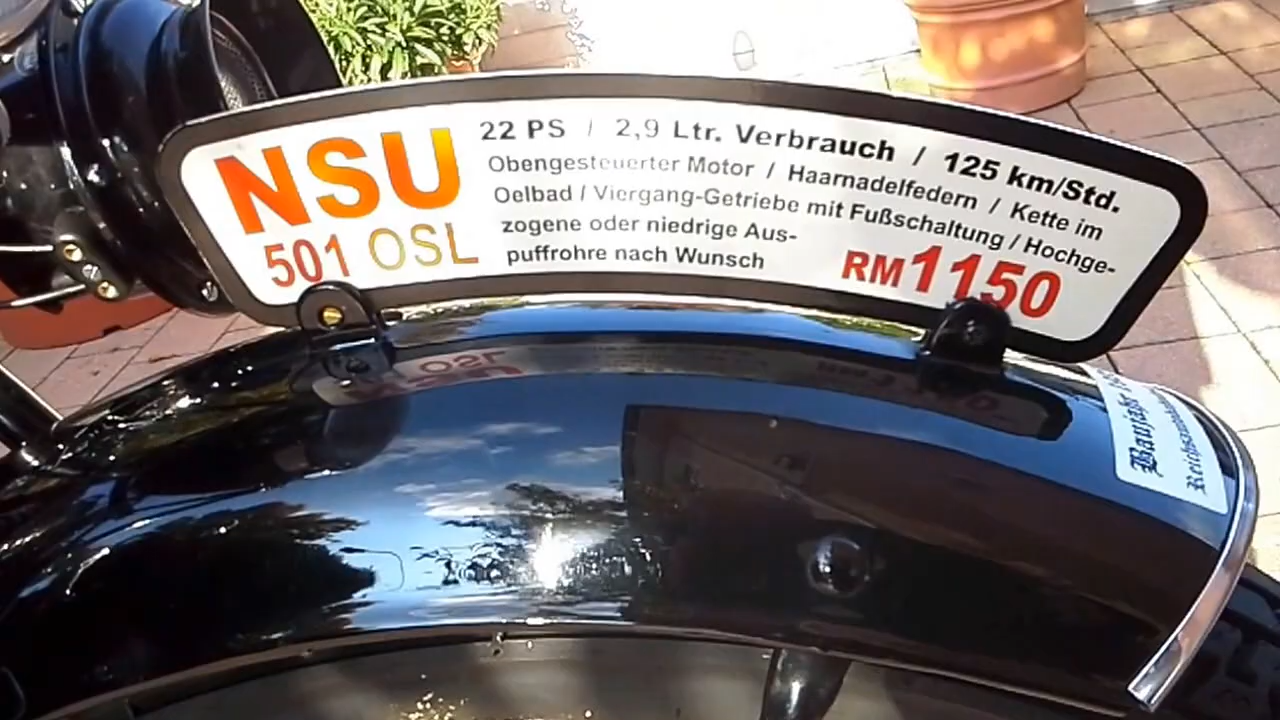 NSU
501 OSL
22 PS / 2,9 Ltr. Verbrauch / 125 km/Std.
Obengesteuerter Motor / Haarnadelfedern / Kette im
Oelbad / Viergang-Getriebe mit Fußschaltung / Hochge-
zogene oder niedrige Aus-
puffrohre nach Wunsch
RM 1150
Baujahr